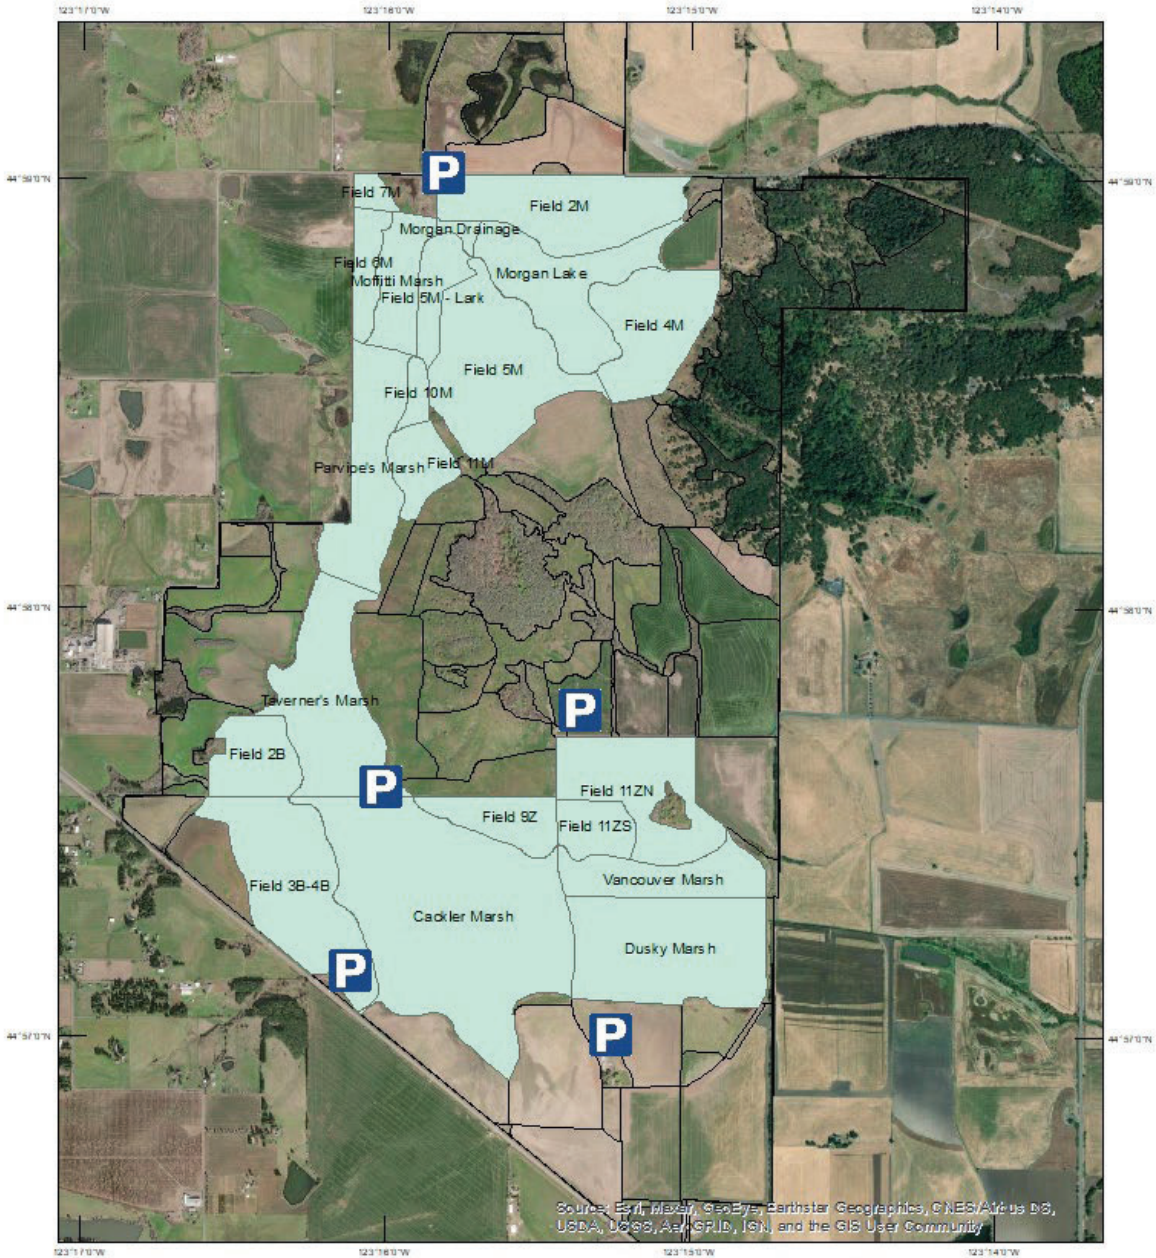 123°17'0"W 123°16'0"W 123°15'0"W 123°14'0"W
44°59'0"N 44°59'0"N
P
Field 7M
Field 2M
Morgan Drainage
Field 6M
Morgan Lake
Moffitti Marsh
Field 5M - Lark
Field 4M
Field 5M
Field 10M
Parvipe's Marsh
Field 11M
44°58'0"N 44°58'0"N
Taverner's Marsh
P
Field 2B
P
Field 11ZN
Field 9Z
Field 11ZS
Vancouver Marsh
Field 3B-4B
Cackler Marsh
Dusky Marsh
P
P
44°57'0"N 44°57'0"N
Source: Esri, Maxar, GeoEye, Earthstar Geographics, CNES/Airbus DS,
USDA, USGS, AeroGRID, IGN, and the GIS User Community
123°17'0"W 123°16'0"W 123°15'0"W 123°14'0"W